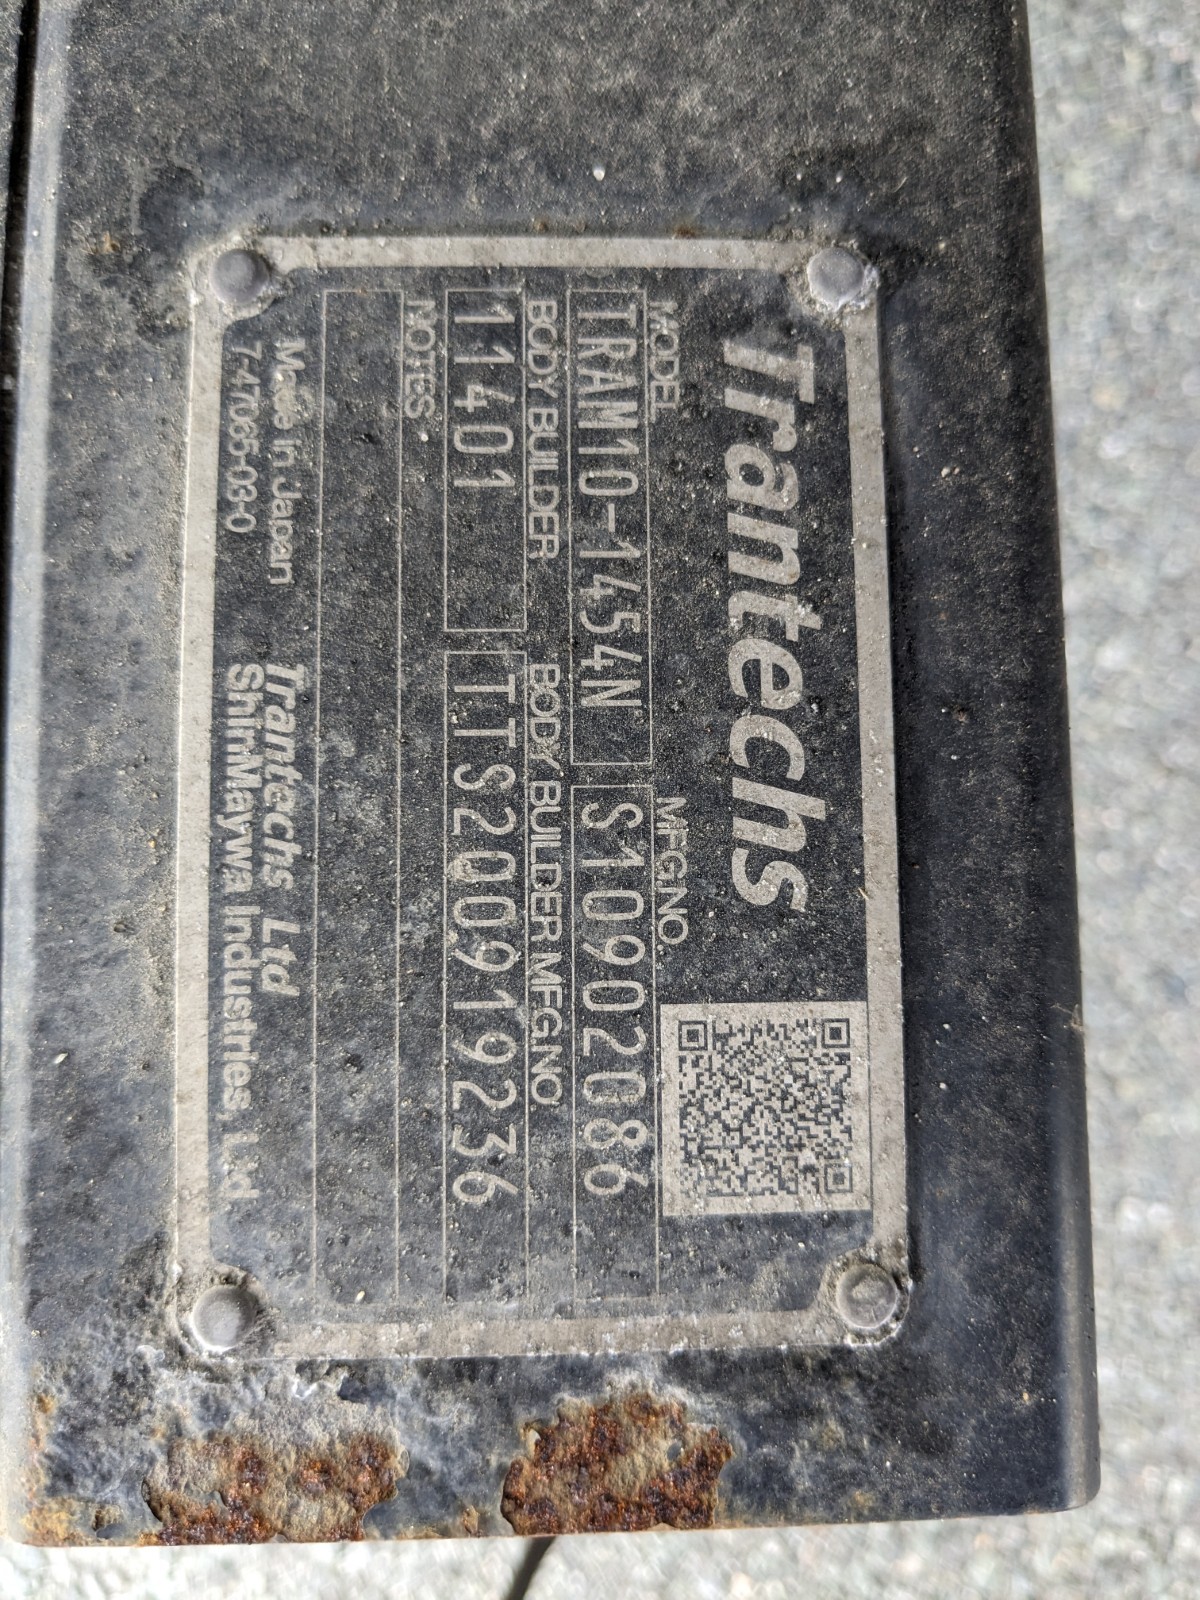 Trantechs
MODEL MFG.NO.
TRAM10-1454N S10902086
BODY BUILDER BODY BUILDER MFG.NO.
11401 TTS200919236
NOTES
Made in Japan Trantechs Ltd
7-47065-03-0 ShinMaywa Industries, Ltd.